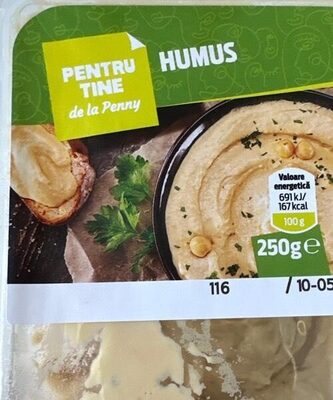 PENTRU
TINE
de la Penny
HUMUS
Valoare
energetică
691 kJ/
167 kcal
100 g
250g e
116 / 10-05